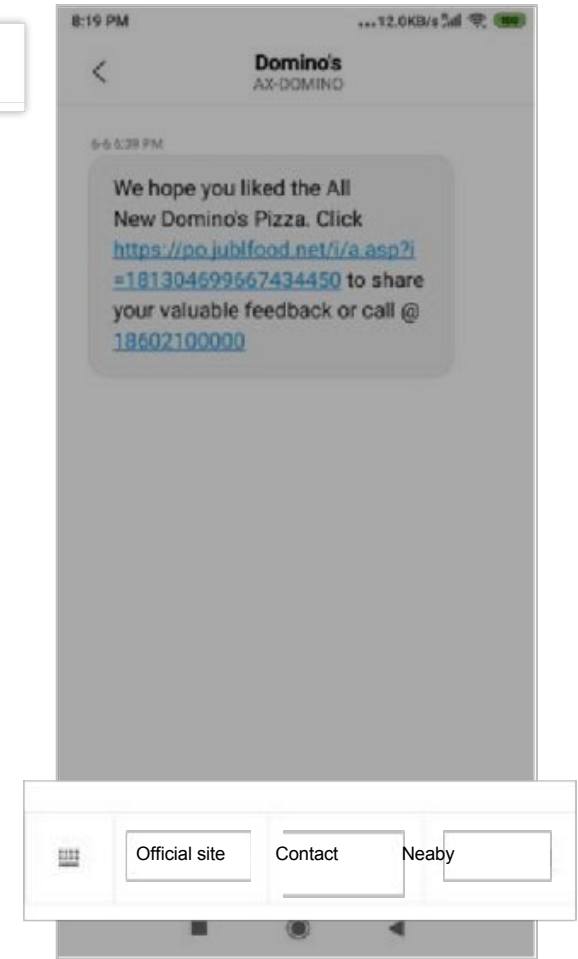 8:19 PM ...12.0KB/s
Domino's
AX-DOMINO
6-6 6:39 PM
We hope you liked the All
New Domino's Pizza. Click
https://po.jublfood.net/i/a.asp?i
=181304699667434450 to share
your valuable feedback or call @
18602100000
Official site Contact Neaby